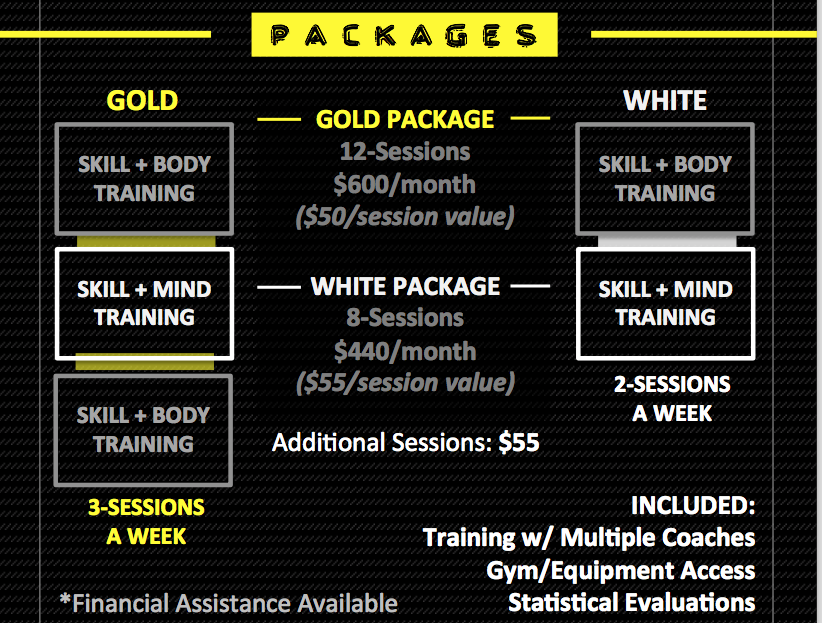 PACKAGES
GOLD
SKILL + BODY
TRAINING
SKILL + MIND
TRAINING
SKILL + BODY
TRAINING
3-SESSIONS
A WEEK
GOLD PACKAGE
12-Sessions
$600/month
($50/session value)
WHITE PACKAGE
8-Sessions
$440/month
($55/session value)
Additional Sessions: $55
WHITE
SKILL + BODY
TRAINING
SKILL + MIND
TRAINING
2-SESSIONS
A WEEK
INCLUDED:
Training w/ Multiple Coaches
Gym/Equipment Access
Statistical Evaluations
*Financial Assistance Available